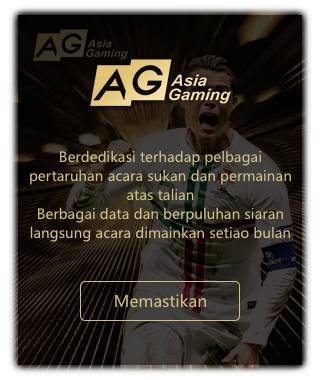 AG Asia
Gaming
AG Asia
Gaming
Berdedikasi terhadap pelbagai
pertaruhan acara sukan dan permainan
atas talian
Berbagai data dan berpuluhan siaran
langsung acara dimainkan setiao bulan
Memastikan